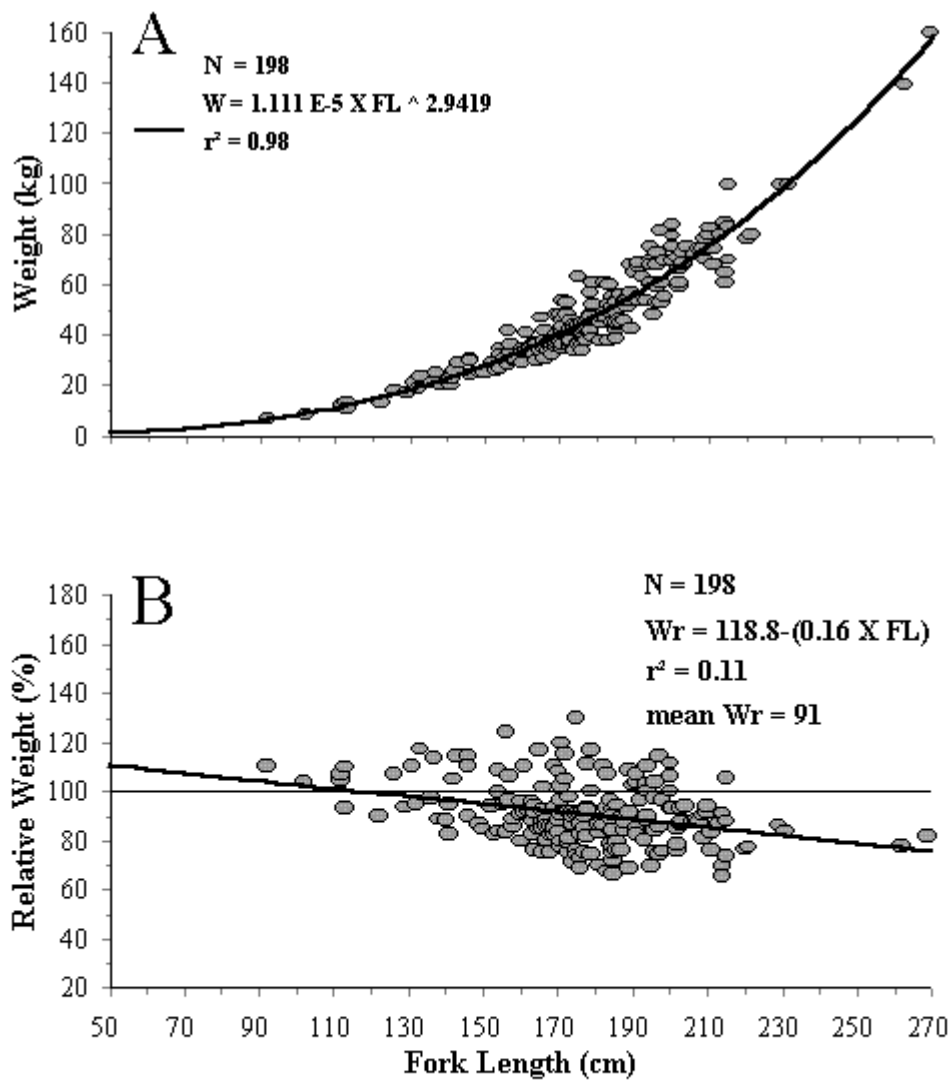 A
N = 198
W = 1.111 E-5 X FL ^ 2.9419
r² = 0.98
Weight (kg)
160
140
120
100
80
60
40
20
0
B
N = 198
Wr = 118.8-(0.16 X FL)
r² = 0.11
mean Wr = 91
Relative Weight (%)
180
160
140
120
100
80
60
40
20
50 70 90 110 130 150 170 190 210 230 250 270
Fork Length (cm)